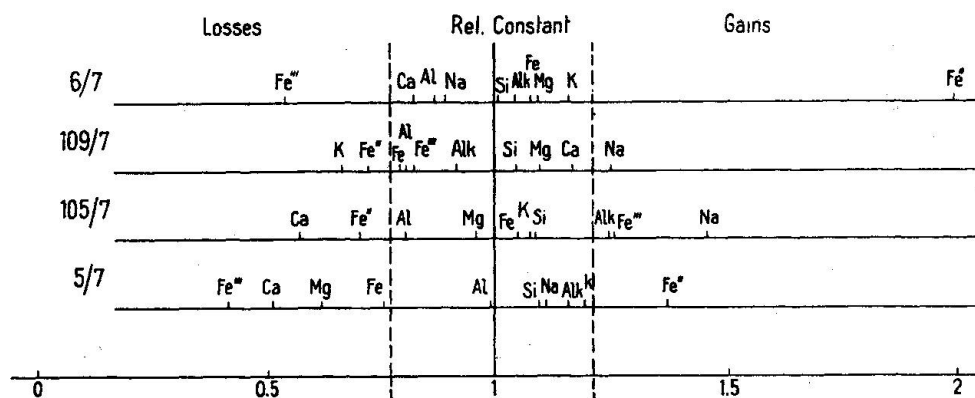 Losses Rel. Constant Gains
6/7 Fe''' Ca Al Na Si Alk Fe Mg K Fe''
109/7 K Fe'' Fe Al Fe''' Alk Si Mg Ca Na
105/7 Ca Fe'' Al Mg Fe K Si Alk Fe''' Na
5/7 Fe''' Ca Mg Fe Al Si Na Alk K Fe''
0 0.5 1 1.5 2